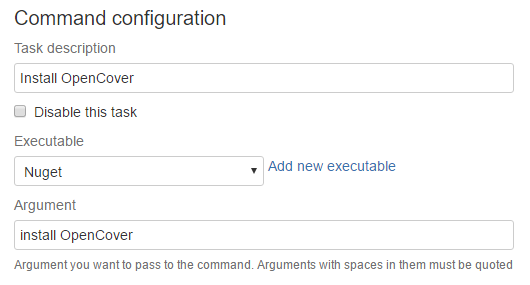 Command configuration
Task description
Install OpenCover
Disable this task
Executable
Nuget
Add new executable
Argument
install OpenCover
Argument you want to pass to the command. Arguments with spaces in them must be quoted